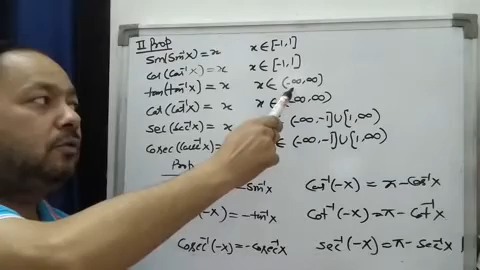 II Prop
Sin(Sin⁻¹x) = x    x ∈ [-1,1]
Cos(Cos⁻¹x) = x    x ∈ [-1,1]
tan(tan⁻¹x) = x    x ∈ (-∞,∞)
Cot(Cot⁻¹x) = x    x ∈ (-∞,∞)
Sec(Sec⁻¹x) = x    (-∞,-1]∪[1,∞)
Cosec(Cosec⁻¹x) =    ∈ (-∞,-1]∪[1,∞)
Prop
-Sin⁻¹x    Cos⁻¹(-x) = π-Cos⁻¹x
(-x) = -tan⁻¹x    Cot⁻¹(-x) = π-Cot⁻¹x
Cosec⁻¹(-x) = -Cosec⁻¹x    Sec⁻¹(-x) = π-Sec⁻¹x